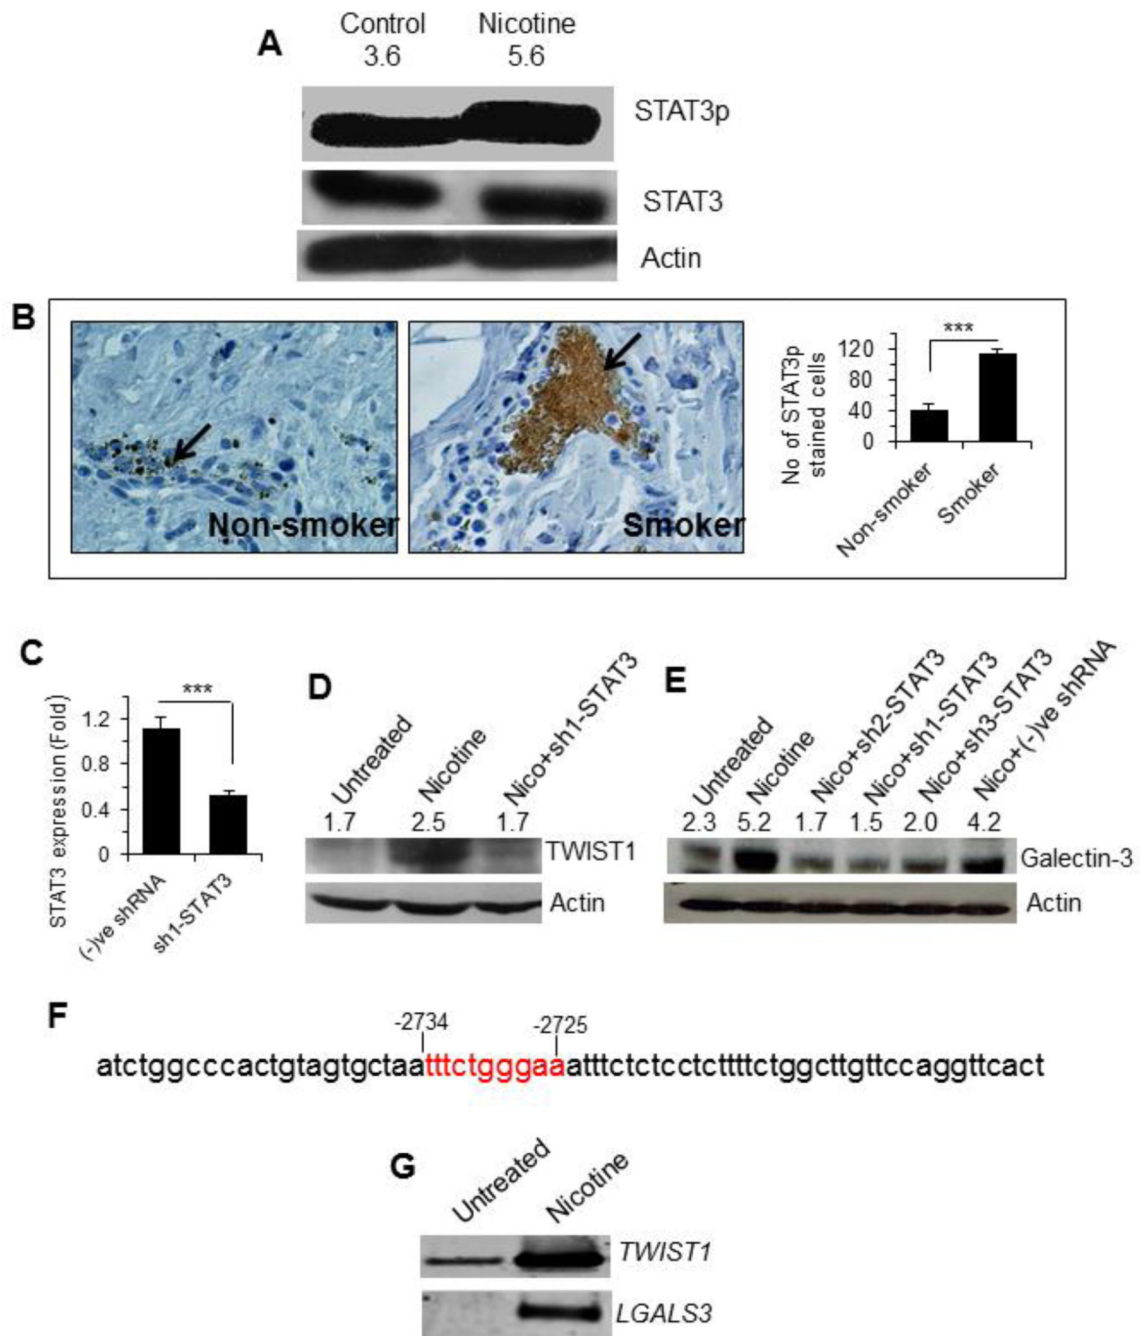 A
Control Nicotine
3.6 5.6
STAT3p
STAT3
Actin
B
Non-smoker
Smoker
***
No of STAT3p
stained cells
120
80
40
0
Non-smoker
Smoker
C
STAT3 expression (Fold)
***
1.2
0.8
0.4
0
(-)ve shRNA
sh1-STAT3
D
Untreated
Nicotine
Nico+sh1-STAT3
1.7 2.5 1.7
TWIST1
Actin
E
Untreated
Nicotine
Nico+sh2-STAT3
Nico+sh1-STAT3
Nico+sh3-STAT3
Nico+(-)ve shRNA
2.3 5.2 1.7 1.5 2.0 4.2
Galectin-3
Actin
F
-2734 -2725
atctggcccactgtagtgctaatttctgggaaatttctctcctcttttctggcttgttccaggttcact
G
Untreated
Nicotine
TWIST1
LGALS3